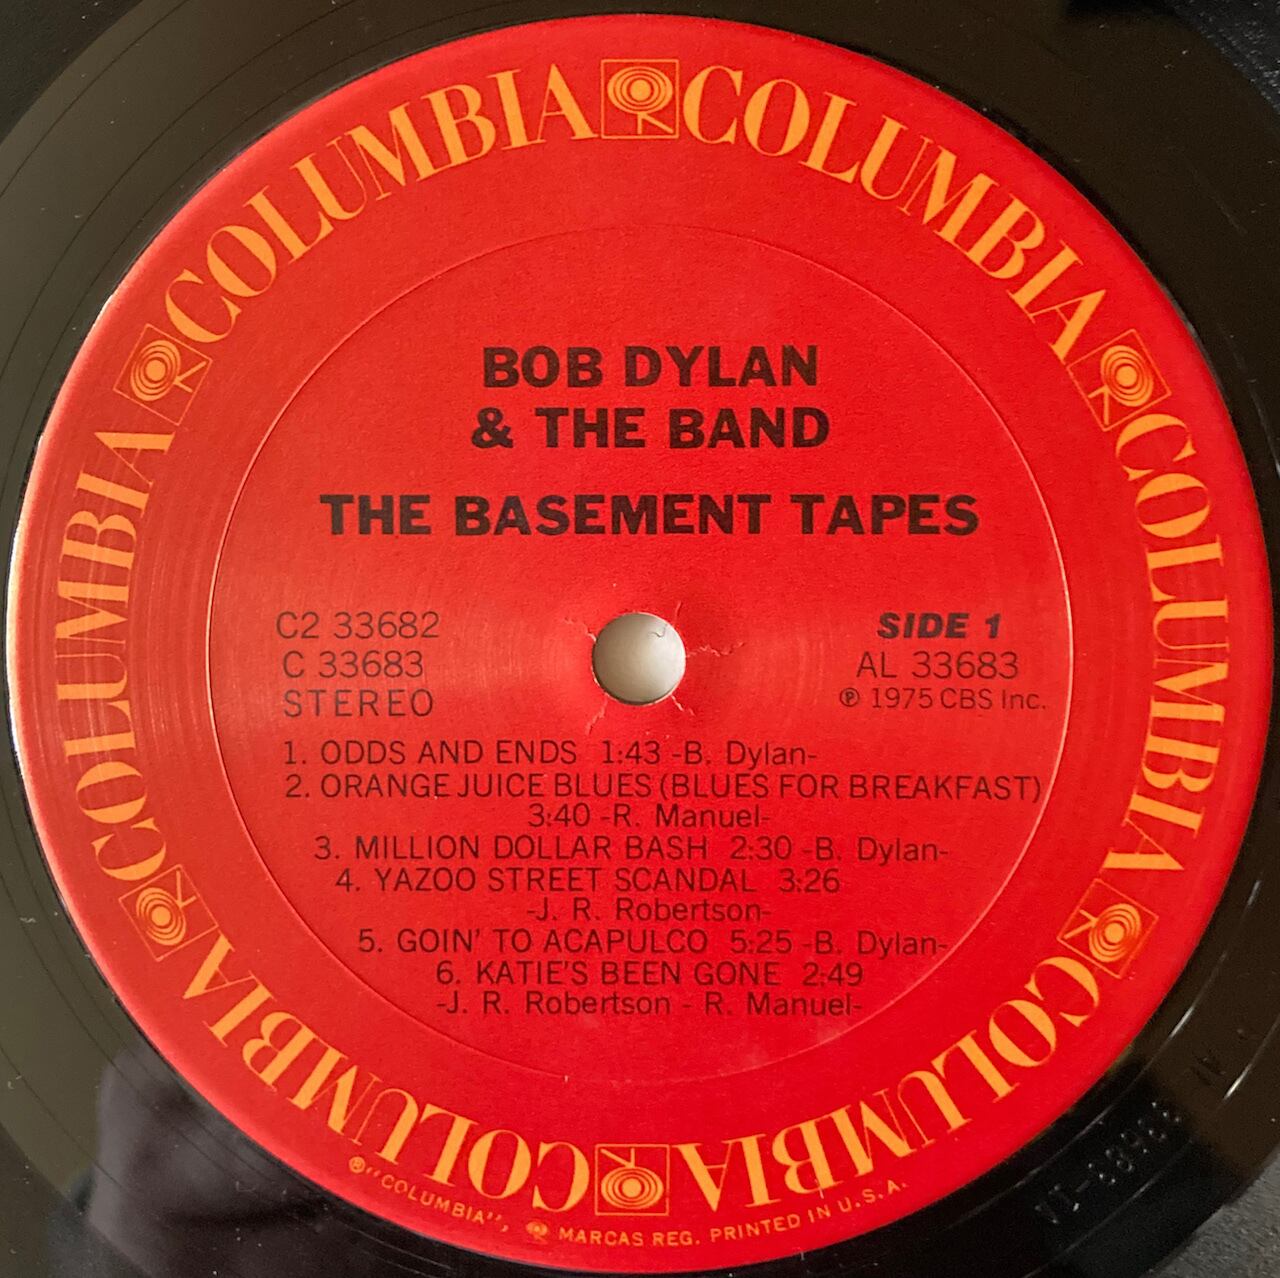 COLUMBIA COLUMBIA COLUMBIA COLUMBIA COLUMBIA COLUMBIA
BOB DYLAN
& THE BAND
THE BASEMENT TAPES
C2 33682
C 33683
STEREO
SIDE 1
AL 33683
℗ 1975 CBS Inc.
1. ODDS AND ENDS 1:43 -B. Dylan-
2. ORANGE JUICE BLUES (BLUES FOR BREAKFAST)
3:40 -R. Manuel-
3. MILLION DOLLAR BASH 2:30 -B. Dylan-
4. YAZOO STREET SCANDAL 3:26
-J. R. Robertson-
5. GOIN' TO ACAPULCO 5:25 -B. Dylan-
6. KATIE'S BEEN GONE 2:49
-J. R. Robertson - R. Manuel-
®"COLUMBIA", MARCAS REG. PRINTED IN U.S.A.